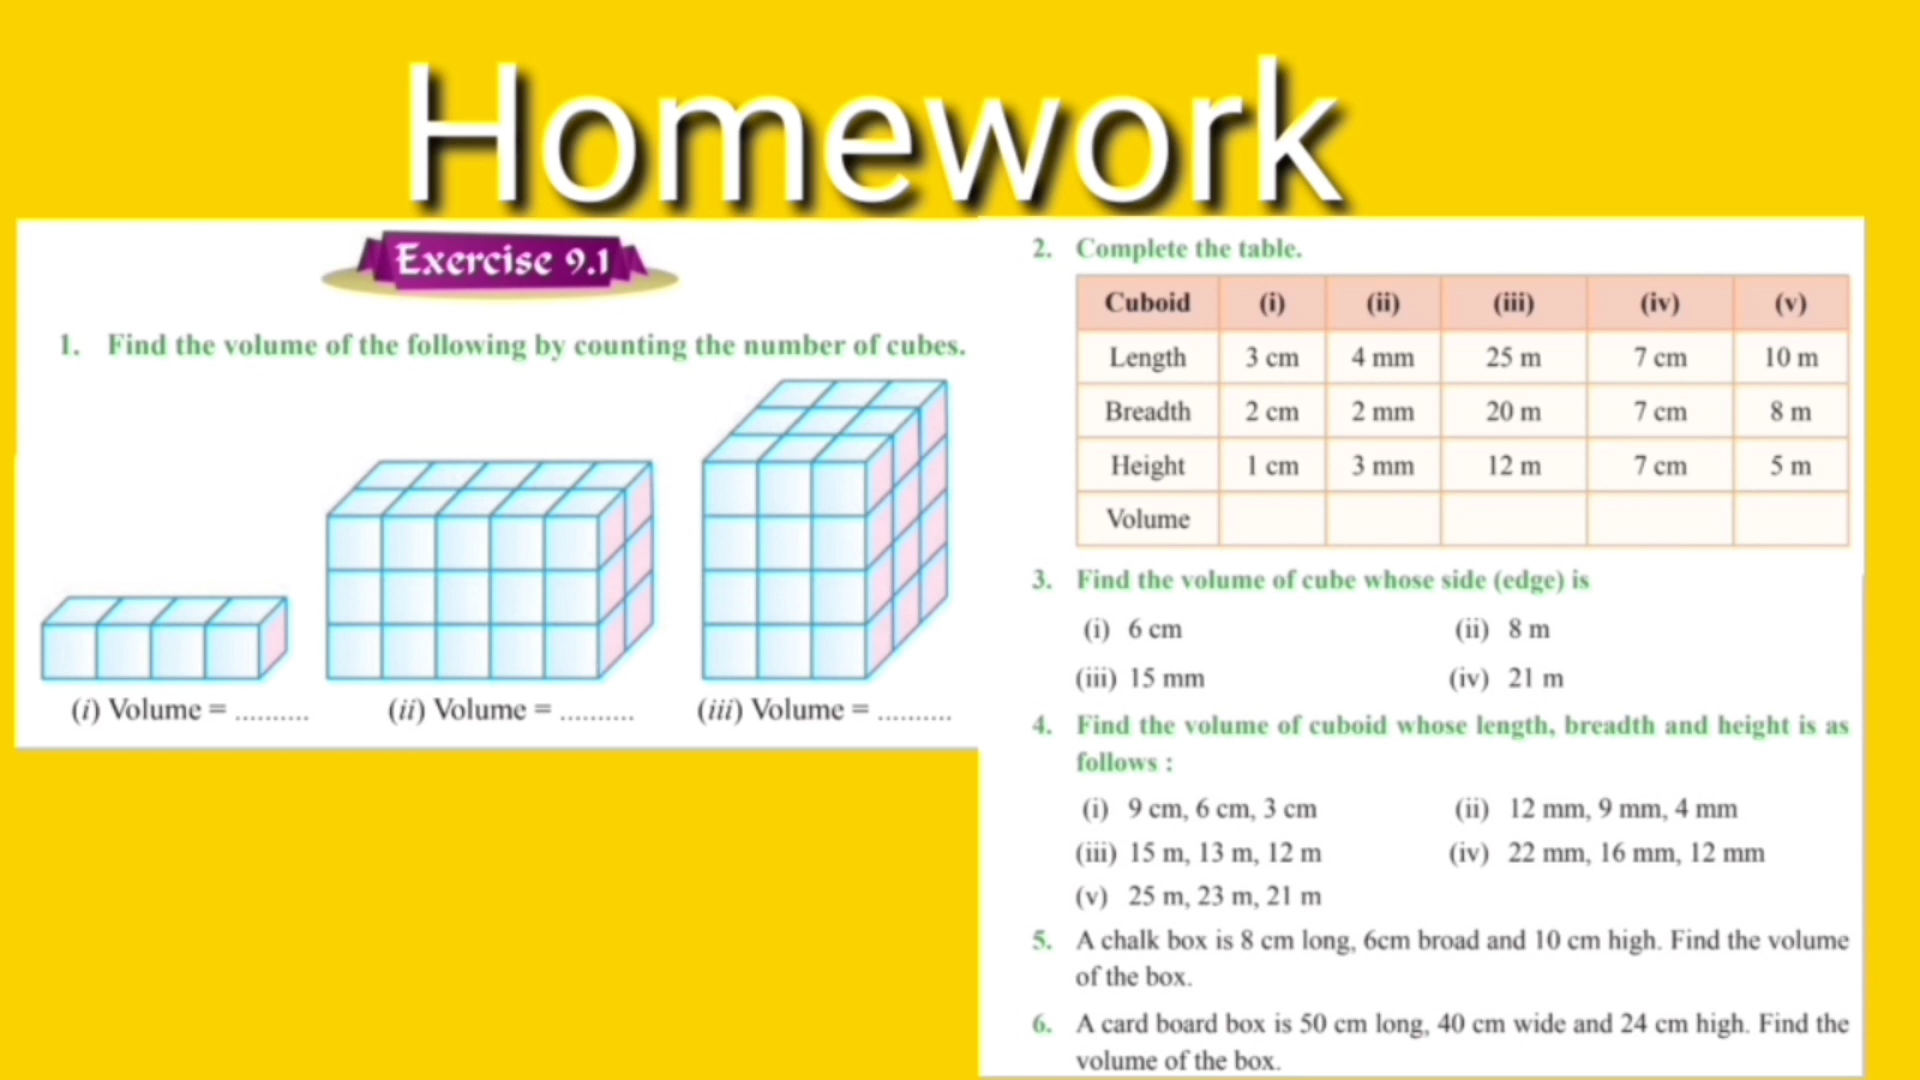 Homework
Exercise 9.1
1. Find the volume of the following by counting the number of cubes.
(i) Volume = ..........
(ii) Volume = ..........
(iii) Volume = ..........
2. Complete the table.
Cuboid (i) (ii) (iii) (iv) (v)
Length 3 cm 4 mm 25 m 7 cm 10 m
Breadth 2 cm 2 mm 20 m 7 cm 8 m
Height 1 cm 3 mm 12 m 7 cm 5 m
Volume
3. Find the volume of cube whose side (edge) is
(i) 6 cm (ii) 8 m
(iii) 15 mm (iv) 21 m
4. Find the volume of cuboid whose length, breadth and height is as
follows :
(i) 9 cm, 6 cm, 3 cm (ii) 12 mm, 9 mm, 4 mm
(iii) 15 m, 13 m, 12 m (iv) 22 mm, 16 mm, 12 mm
(v) 25 m, 23 m, 21 m
5. A chalk box is 8 cm long, 6cm broad and 10 cm high. Find the volume
of the box.
6. A card board box is 50 cm long, 40 cm wide and 24 cm high. Find the
volume of the box.